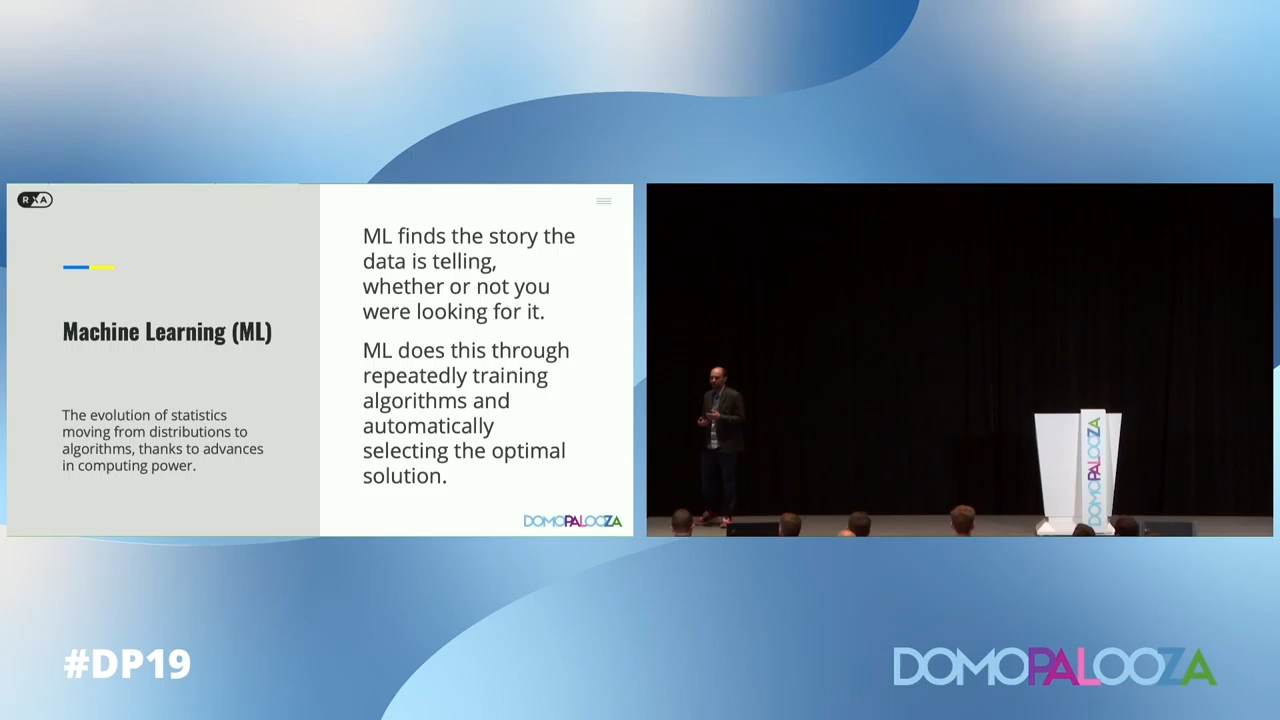 RXA
Machine Learning (ML)
The evolution of statistics
moving from distributions to
algorithms, thanks to advances
in computing power.
ML finds the story the
data is telling,
whether or not you
were looking for it.
ML does this through
repeatedly training
algorithms and
automatically
selecting the optimal
solution.
DOMOPALOOZA
DOMOPALOOZA
#DP19
DOMOPALOOZA